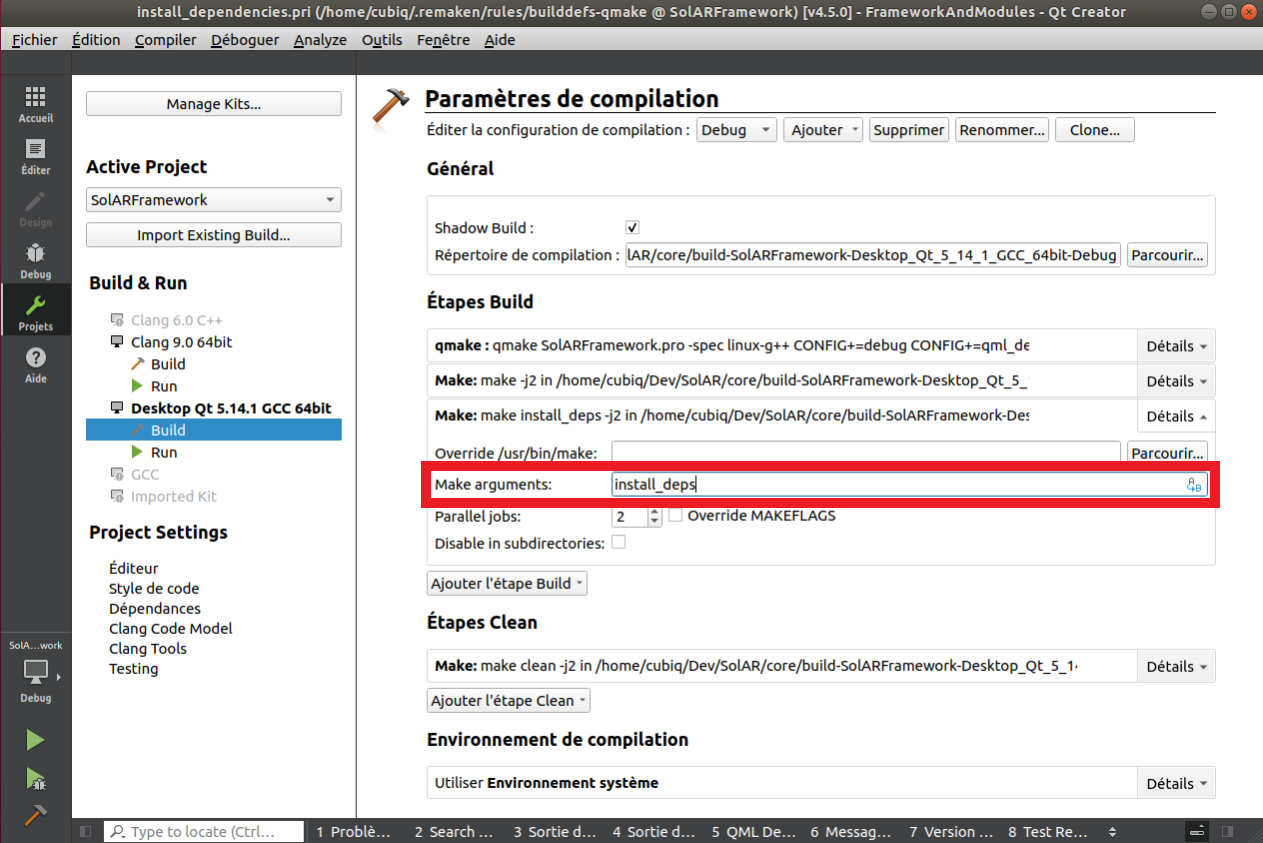 install_dependencies.pri (/home/cubiq/.remaken/rules/builddefs-qmake @ SolARFramework) [v4.5.0] - FrameworkAndModules - Qt Creator
Fichier Édition Compiler Déboguer Analyze Outils Fenêtre Aide
Accueil
Éditer
Design
Debug
Projets
Aide
SolA...work
Debug
Manage Kits...
Active Project
SolARFramework
Import Existing Build...
Build & Run
Clang 6.0 C++
Clang 9.0 64bit
Build
Run
Desktop Qt 5.14.1 GCC 64bit
Build
Run
GCC
Imported Kit
Project Settings
Éditeur
Style de code
Dépendances
Clang Code Model
Clang Tools
Testing
Paramètres de compilation
Éditer la configuration de compilation : Debug Ajouter Supprimer Renommer... Clone...
Général
Shadow Build :
Répertoire de compilation : lAR/core/build-SolARFramework-Desktop_Qt_5_14_1_GCC_64bit-Debug Parcourir...
Étapes Build
qmake : qmake SolARFramework.pro -spec linux-g++ CONFIG+=debug CONFIG+=qml_de Détails
Make: make -j2 in /home/cubiq/Dev/SolAR/core/build-SolARFramework-Desktop_Qt_5_ Détails
Make: make install_deps -j2 in /home/cubiq/Dev/SolAR/core/build-SolARFramework-Des Détails
Override /usr/bin/make: Parcourir...
Make arguments: install_deps
Parallel jobs: 2 Override MAKEFLAGS
Disable in subdirectories:
Ajouter l'étape Build
Étapes Clean
Make: make clean -j2 in /home/cubiq/Dev/SolAR/core/build-SolARFramework-Desktop_Qt_5_14 Détails
Ajouter l'étape Clean
Environnement de compilation
Utiliser Environnement système Détails
Type to locate (Ctrl... 1 Problè... 2 Search ... 3 Sortie d... 4 Sortie d... 5 QML De... 6 Messag... 7 Version ... 8 Test Re...